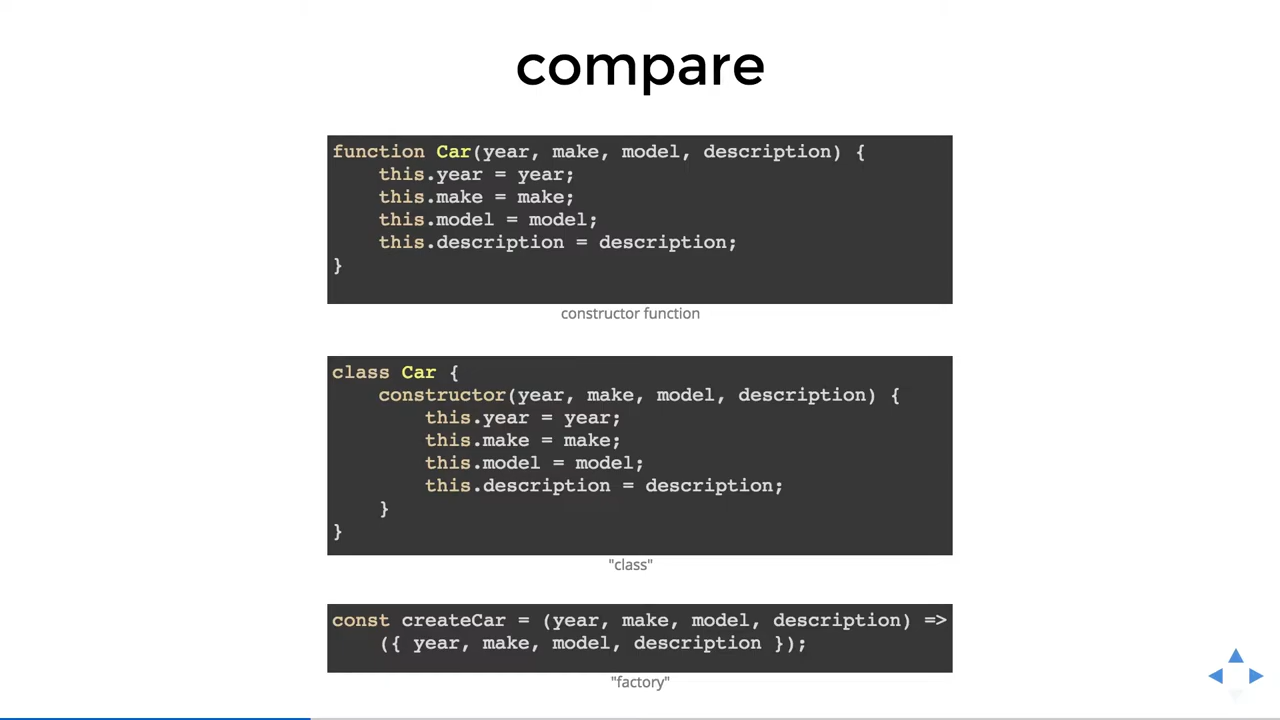 compare
function Car(year, make, model, description) {
    this.year = year;
    this.make = make;
    this.model = model;
    this.description = description;
}
constructor function
class Car {
    constructor(year, make, model, description) {
        this.year = year;
        this.make = make;
        this.model = model;
        this.description = description;
    }
}
"class"
const createCar = (year, make, model, description) =>
    ({ year, make, model, description });
"factory"